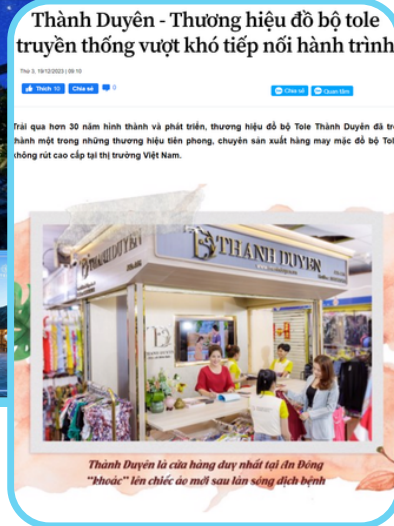 Thành Duyên - Thương hiệu đồ bộ tole
truyền thống vượt khó tiếp nối hành trình
Thứ 3, 19/12/2023 | 09:10
Thích 10 Chia sẻ 0 Chia sẻ Quan tâm
Trải qua hơn 30 năm hình thành và phát triển, thương hiệu đồ bộ Tole Thành Duyên đã
thành một trong những thương hiệu tiên phong, chuyên sản xuất hàng may mặc đồ bộ
không rút cao cấp tại thị trường Việt Nam.
THÀNH DUYÊN
THÀNH DUYÊN
Thành Duyên là cửa hàng duy nhất tại An Đông
"khoác" lên chiếc áo mới sau làn sóng dịch bệnh